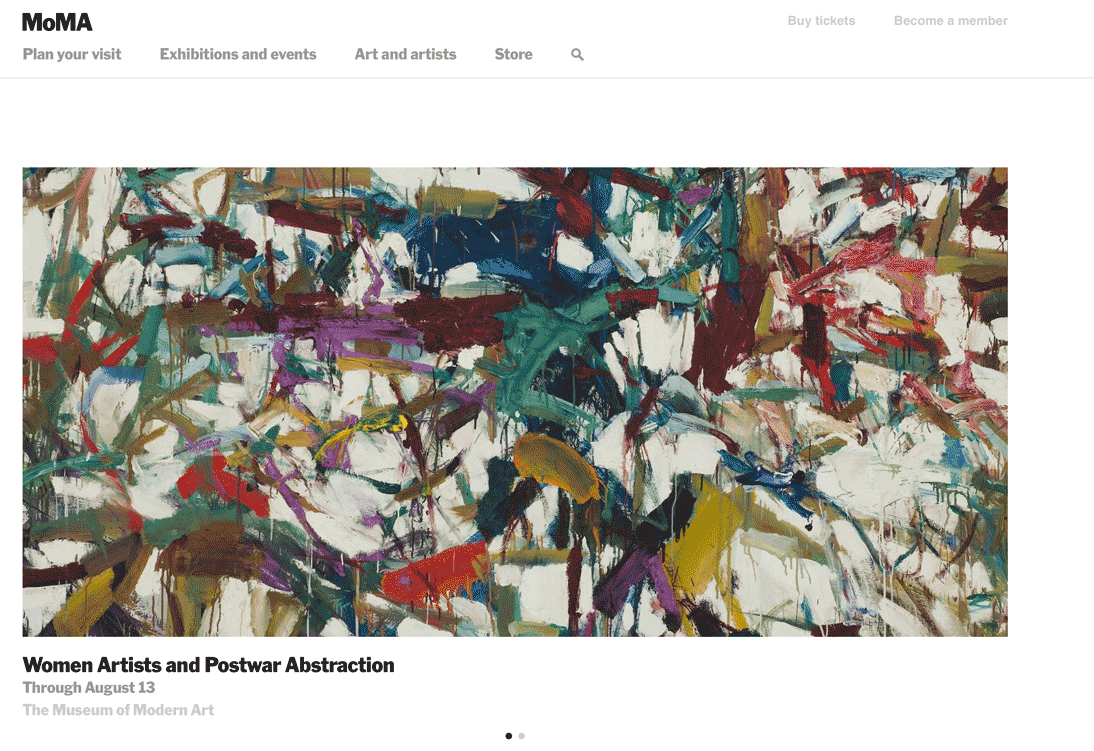 MoMA
Buy tickets Become a member
Plan your visit Exhibitions and events Art and artists Store
Women Artists and Postwar Abstraction
Through August 13
The Museum of Modern Art